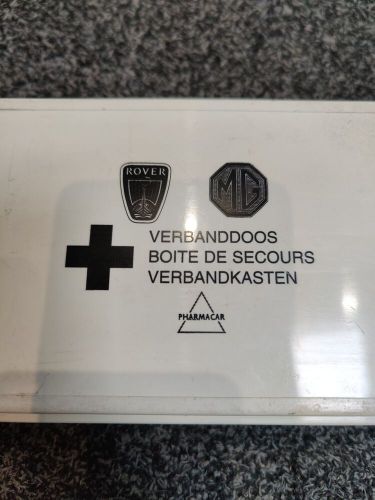 ROVER
MG
VERBANDDOOS
BOITE DE SECOURS
VERBANDKASTEN
PHARMACAR